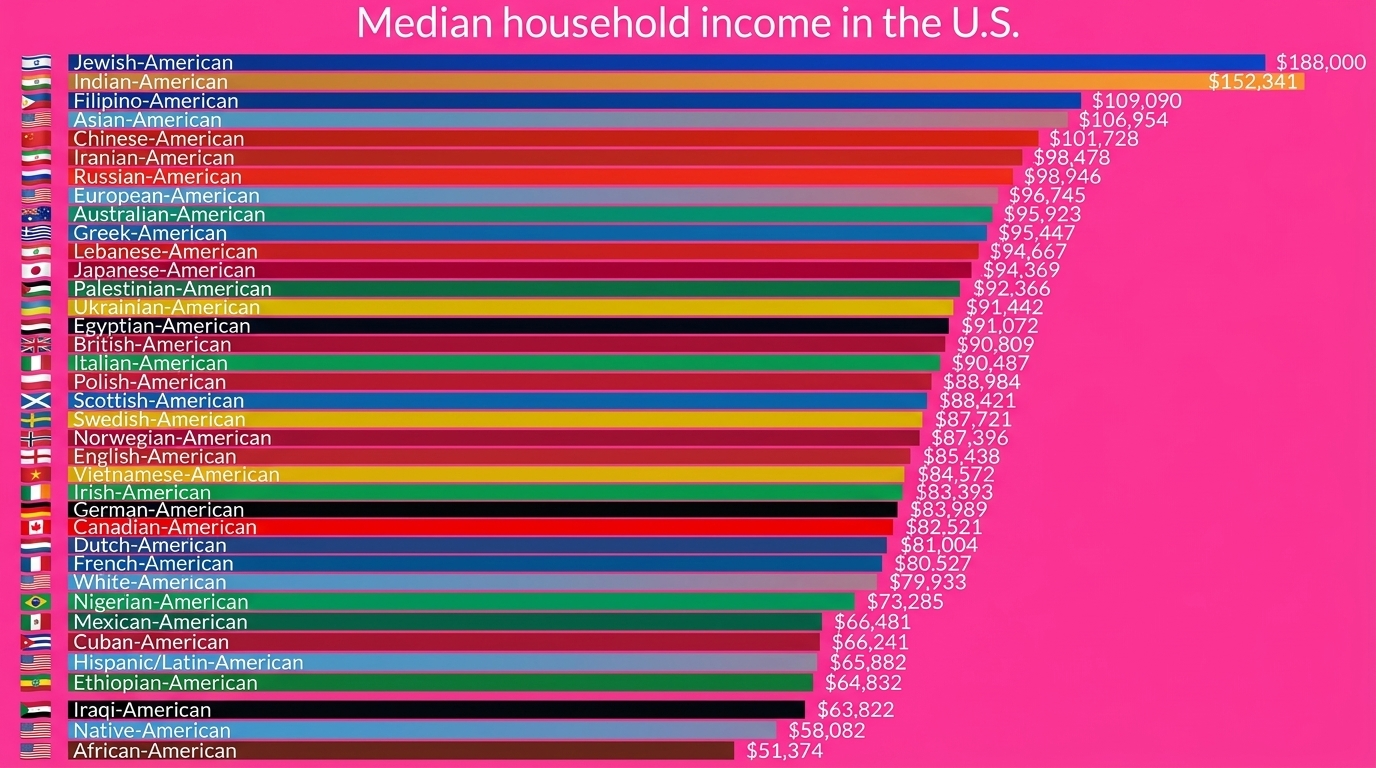 Median household income in the U.S.
Jewish-American $188,000
Indian-American $152,341
Filipino-American $109,090
Asian-American $106,954
Chinese-American $101,728
Iranian-American $98,478
Russian-American $98,946
European-American $96,745
Australian-American $95,923
Greek-American $95,447
Lebanese-American $94,667
Japanese-American $94,369
Palestinian-American $92,366
Ukrainian-American $91,442
Egyptian-American $91,072
British-American $90,809
Italian-American $90,487
Polish-American $88,984
Scottish-American $88,421
Swedish-American $87,721
Norwegian-American $87,396
English-American $85,438
Vietnamese-American $84,572
Irish-American $83,393
German-American $83,989
Canadian-American $82,521
Dutch-American $81,004
French-American $80,527
White-American $79,933
Nigerian-American $73,285
Mexican-American $66,481
Cuban-American $66,241
Hispanic/Latin-American $65,882
Ethiopian-American $64,832
Iraqi-American $63,822
Native-American $58,082
African-American $51,374